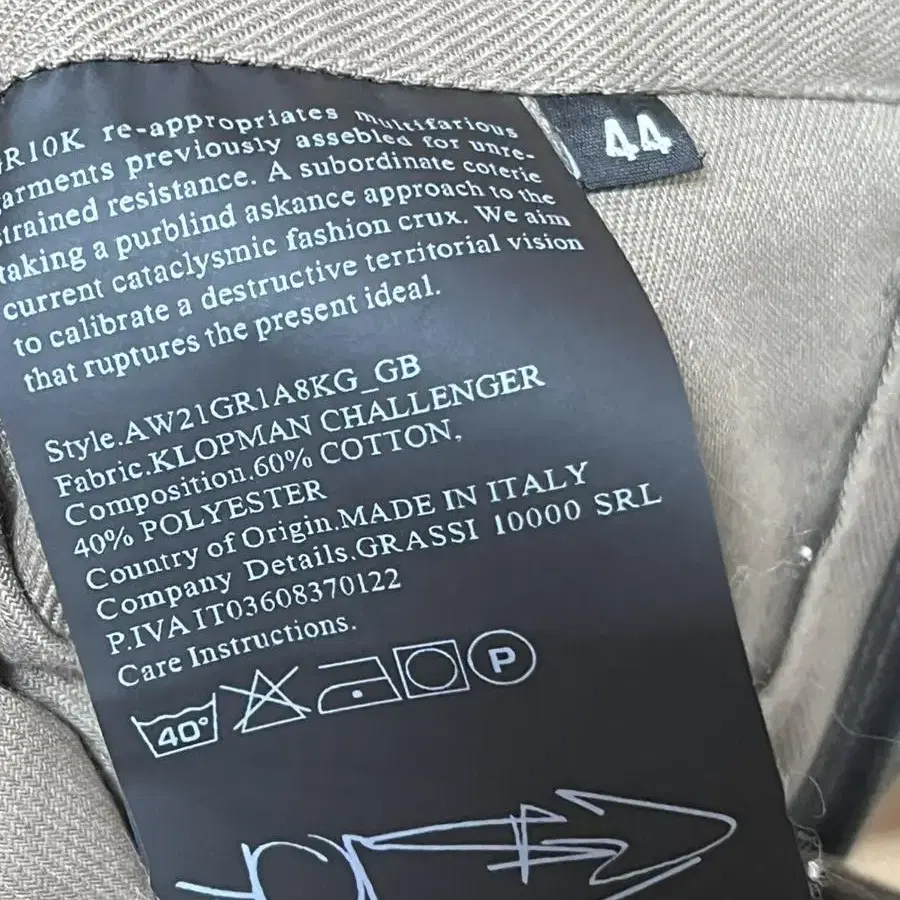 GR10K re-appropriates multifarious
garments previously assebled for unre-
strained resistance. A subordinate coterie
taking a purblind askance approach to the
current cataclysmic fashion crux. We aim
to calibrate a destructive territorial vision
that ruptures the present ideal.
Style.AW21GR1A8KG_GB
Fabric.KLOPMAN CHALLENGER
Composition.60% COTTON,
40% POLYESTER
Country of Origin.MADE IN ITALY
Company Details.GRASSI 10000 SRL
P.IVA IT03608370122
Care Instructions.
40° P
44